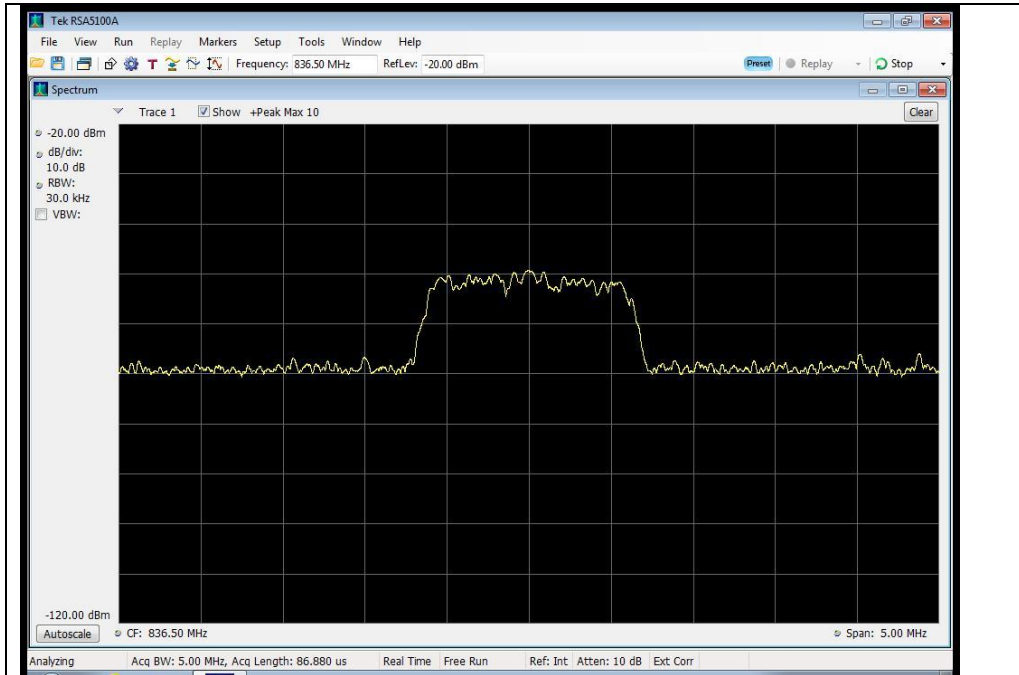 Tek RSA5100A
File View Run Replay Markers Setup Tools Window Help
T Frequency: 836.50 MHz RefLev: -20.00 dBm Preset Replay Stop
Spectrum
Trace 1 Show +Peak Max 10 Clear
-20.00 dBm
dB/div:
10.0 dB
RBW:
30.0 kHz
VBW:
-120.00 dBm
Autoscale CF: 836.50 MHz Span: 5.00 MHz
Analyzing Acq BW: 5.00 MHz, Acq Length: 86.880 us Real Time Free Run Ref: Int Atten: 10 dB Ext Corr